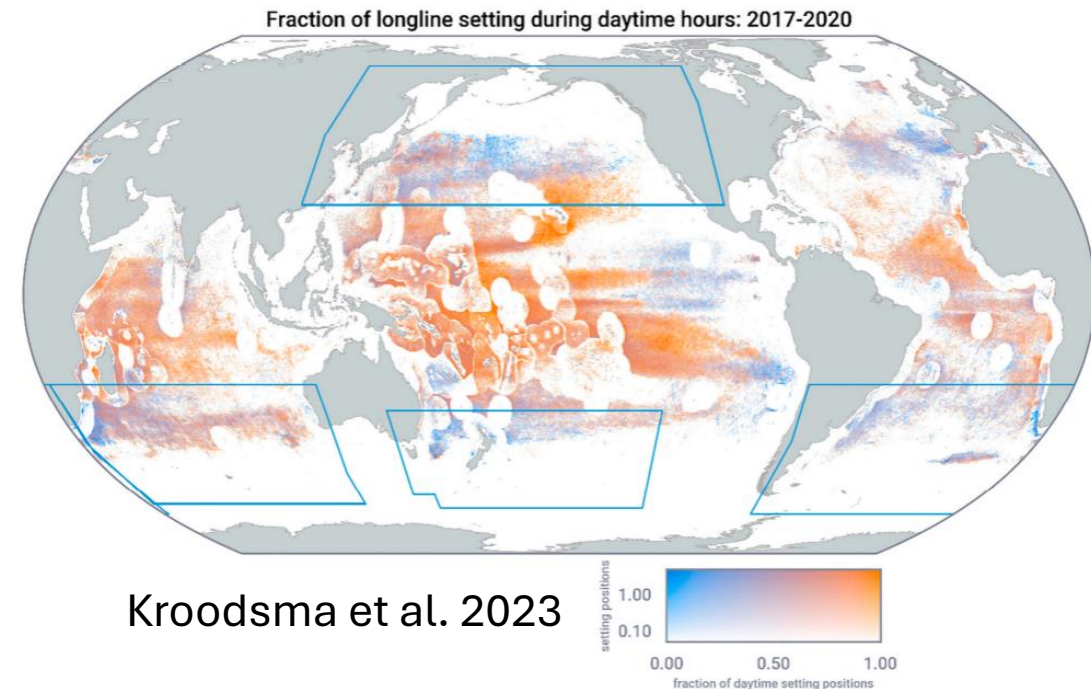 Fraction of longline setting during daytime hours: 2017-2020
Kroodsma et al. 2023
setting positions
1.00
0.10
0.00 0.50 1.00
fraction of daytime setting positions